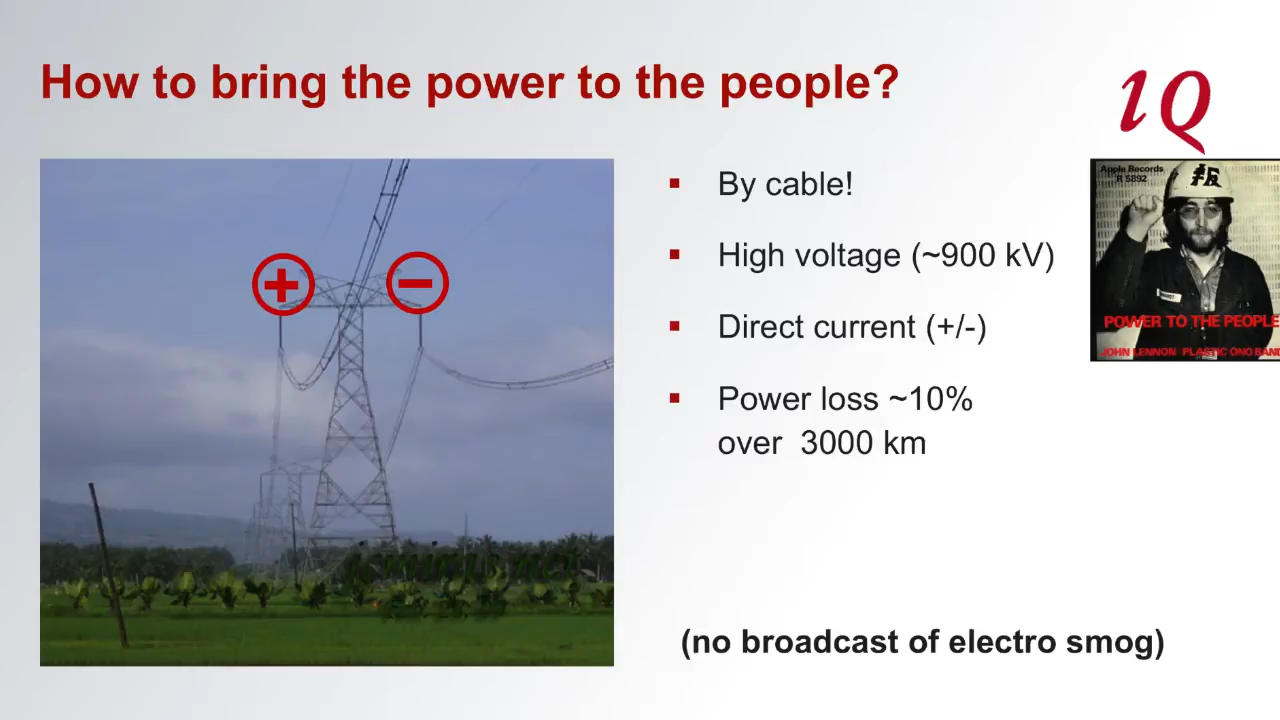 How to bring the power to the people?
iQ
By cable!
High voltage (~900 kV)
Direct current (+/-)
Power loss ~10%
over 3000 km
Apple Records
R 5892
POWER TO THE PEOPLE
JOHN LENNON PLASTIC ONO BAND
(no broadcast of electro smog)